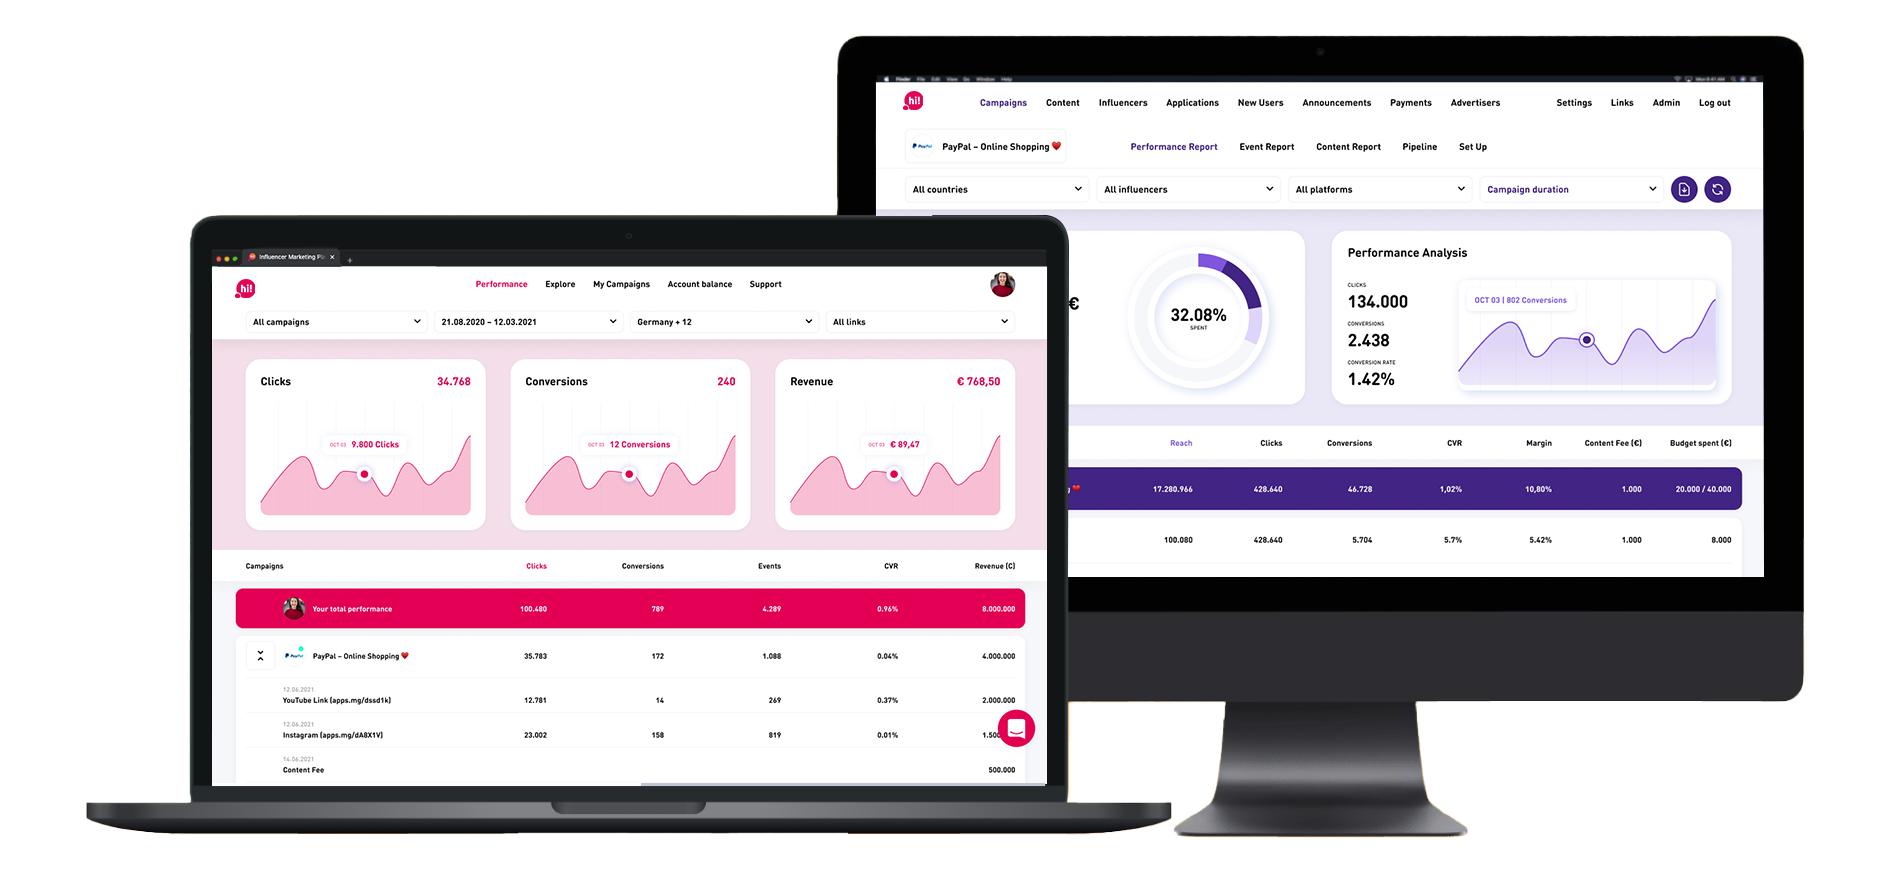 Finder File Edit View Go Window Help
hi!
Campaigns Content Influencers Applications New Users Announcements Payments Advertisers Settings Links Admin Log out
PayPal PayPal – Online Shopping ❤️ Performance Report Event Report Content Report Pipeline Set Up
All countries All influencers All platforms Campaign duration
€
32.08%
SPENT
Performance Analysis
CLICKS
134.000
CONVERSIONS
2.438
CONVERSION RATE
1.42%
OCT 03 | 802 Conversions
Reach Clicks Conversions CVR Margin Content Fee (€) Budget spent (€)
g ❤️ 17.280.966 428.640 46.728 1,02% 10,80% 1.000 20.000 / 40.000
100.080 428.640 5.704 5.7% 5.42% 1.000 8.000
Influencer Marketing Pl
hi!
Performance Explore My Campaigns Account balance Support
All campaigns 21.08.2020 – 12.03.2021 Germany + 12 All links
Clicks 34.768
OCT 03 9.800 Clicks
Conversions 240
OCT 03 12 Conversions
Revenue € 768,50
OCT 03 € 89,47
Campaigns Clicks Conversions Events CVR Revenue (€)
Your total performance 100.480 789 4.289 0.96% 8.000.000
PayPal PayPal – Online Shopping ❤️ 35.783 172 1.088 0.04% 4.000.000
12.06.2021
YouTube Link (apps.mg/dssd1k) 12.781 14 269 0.37% 2.000.000
12.06.2021
Instagram (apps.mg/dA8X1V) 23.002 158 819 0.01% 1.500
14.06.2021
Content Fee 500.000